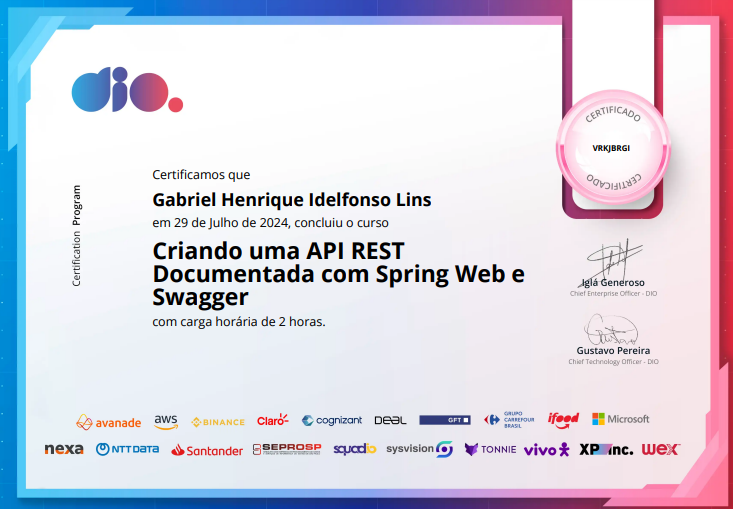 dio.
CERTIFICADO
VRKJBRGI
CERTIFICADO
Certification Program
Certificamos que
Gabriel Henrique Idelfonso Lins
em 29 de Julho de 2024, concluiu o curso
Criando uma API REST
Documentada com Spring Web e
Swagger
com carga horária de 2 horas.
Iglá Generoso
Chief Enterprise Officer - DIO
Gustavo Pereira
Chief Technology Officer - DIO
avanade aws BINANCE Claro cognizant DEAL GFT GRUPO CARREFOUR BRASIL ifood Microsoft
nexa NTT DATA Santander SEPROSP squadio sysvision TONNIE vivo XP inc. wex